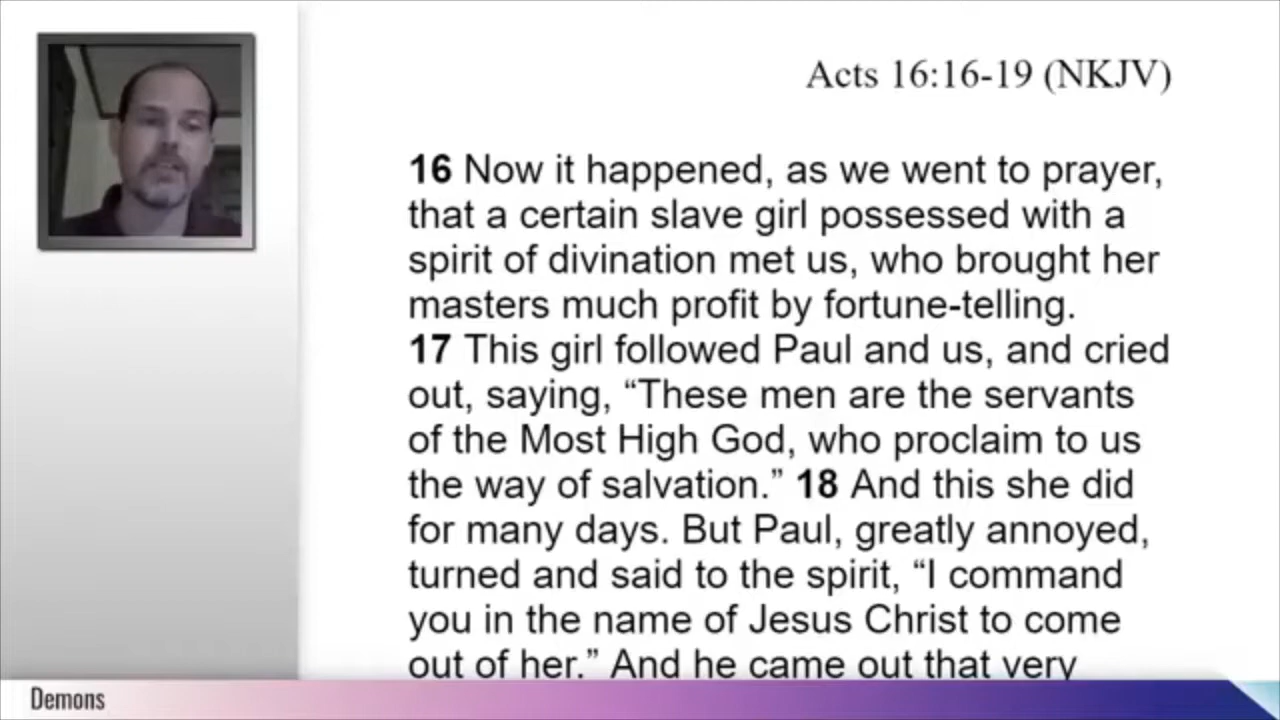 Acts 16:16-19 (NKJV)
16 Now it happened, as we went to prayer,
that a certain slave girl possessed with a
spirit of divination met us, who brought her
masters much profit by fortune-telling.
17 This girl followed Paul and us, and cried
out, saying, “These men are the servants
of the Most High God, who proclaim to us
the way of salvation.” 18 And this she did
for many days. But Paul, greatly annoyed,
turned and said to the spirit, “I command
you in the name of Jesus Christ to come
out of her.” And he came out that very
Demons